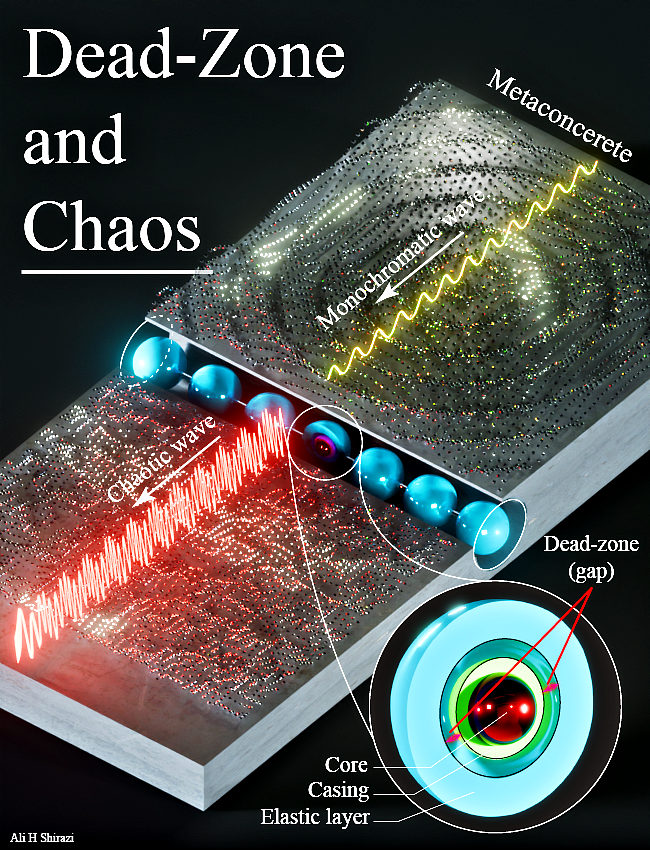 Dead-Zone
and
Chaos
Metaconcerete
Monochromatic wave
Chaotic wave
Dead-zone
(gap)
Core
Casing
Elastic layer
Ali H Shirazi